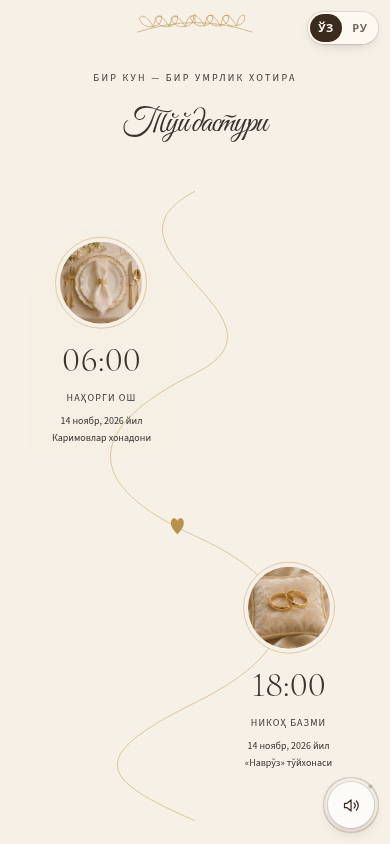 ЎЗ РУ
БИР КУН — БИР УМРЛИК ХОТИРА
Тўй дастури
06:00
НАҲОРГИ ОШ
14 ноябр, 2026 йил
Каримовлар хонадони
18:00
НИКОҲ БАЗМИ
14 ноябр, 2026 йил
«Наврўз» тўйхонаси